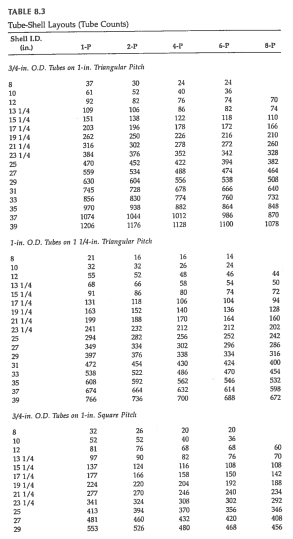 TABLE 8.3
Tube-Shell Layouts (Tube Counts)
Shell I.D.
(in.) 1-P 2-P 4-P 6-P 8-P
3/4-in. O.D. Tubes on 1-in. Triangular Pitch
8 37 30 24 24
10 61 52 40 36
12 92 82 76 74 70
13 1/4 109 106 86 82 74
15 1/4 151 138 122 118 110
17 1/4 203 196 178 172 166
19 1/4 262 250 226 216 210
21 1/4 316 302 278 272 260
23 1/4 384 376 352 342 328
25 470 452 422 394 382
27 559 534 488 474 464
29 630 604 556 538 508
31 745 728 678 666 640
33 856 830 774 760 732
35 970 938 882 864 848
37 1074 1044 1012 986 870
39 1206 1176 1128 1100 1078
1-in. O.D. Tubes on 1 1/4-in. Triangular Pitch
8 21 16 16 14
10 32 32 26 24
12 55 52 48 46 44
13 1/4 68 66 58 54 50
15 1/4 91 86 80 74 72
17 1/4 131 118 106 104 94
19 1/4 163 152 140 136 128
21 1/4 199 188 170 164 160
23 1/4 241 232 212 212 202
25 294 282 256 252 242
27 349 334 302 296 286
29 397 376 338 334 316
31 472 454 430 424 400
33 538 522 486 470 454
35 608 592 562 546 532
37 674 664 632 614 598
39 766 736 700 688 672
3/4-in. O.D. Tubes on 1-in. Square Pitch
8 32 26 20 20
10 52 52 40 36
12 81 76 68 68 60
13 1/4 97 90 82 76 70
15 1/4 137 124 116 108 108
17 1/4 177 166 158 150 142
19 1/4 224 220 204 192 188
21 1/4 277 270 246 240 234
23 1/4 341 324 308 302 292
25 413 394 370 356 346
27 481 460 432 420 408
29 553 526 480 468 456